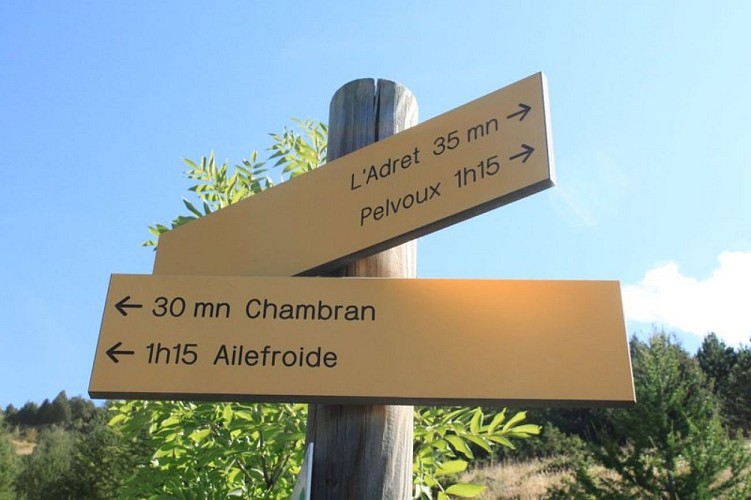 L'Adret 35 mn →
Pelvoux 1h15 →
← 30 mn Chambran
← 1h15 Ailefroide